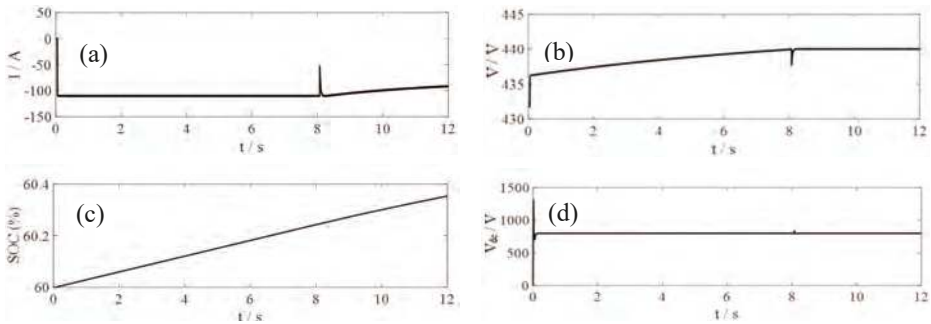 50
0
-50
-100
-150
I / A
(a)
0 2 4 6 8 10 12
t / s
445
440
435
430
V / V
(b)
0 2 4 6 8 10 12
t / s
60.4
60.2
60
SOC (%)
(c)
0 2 4 6 8 10 12
t / s
1500
1000
500
0
Vdc / V
(d)
0 2 4 6 8 10 12
t / s